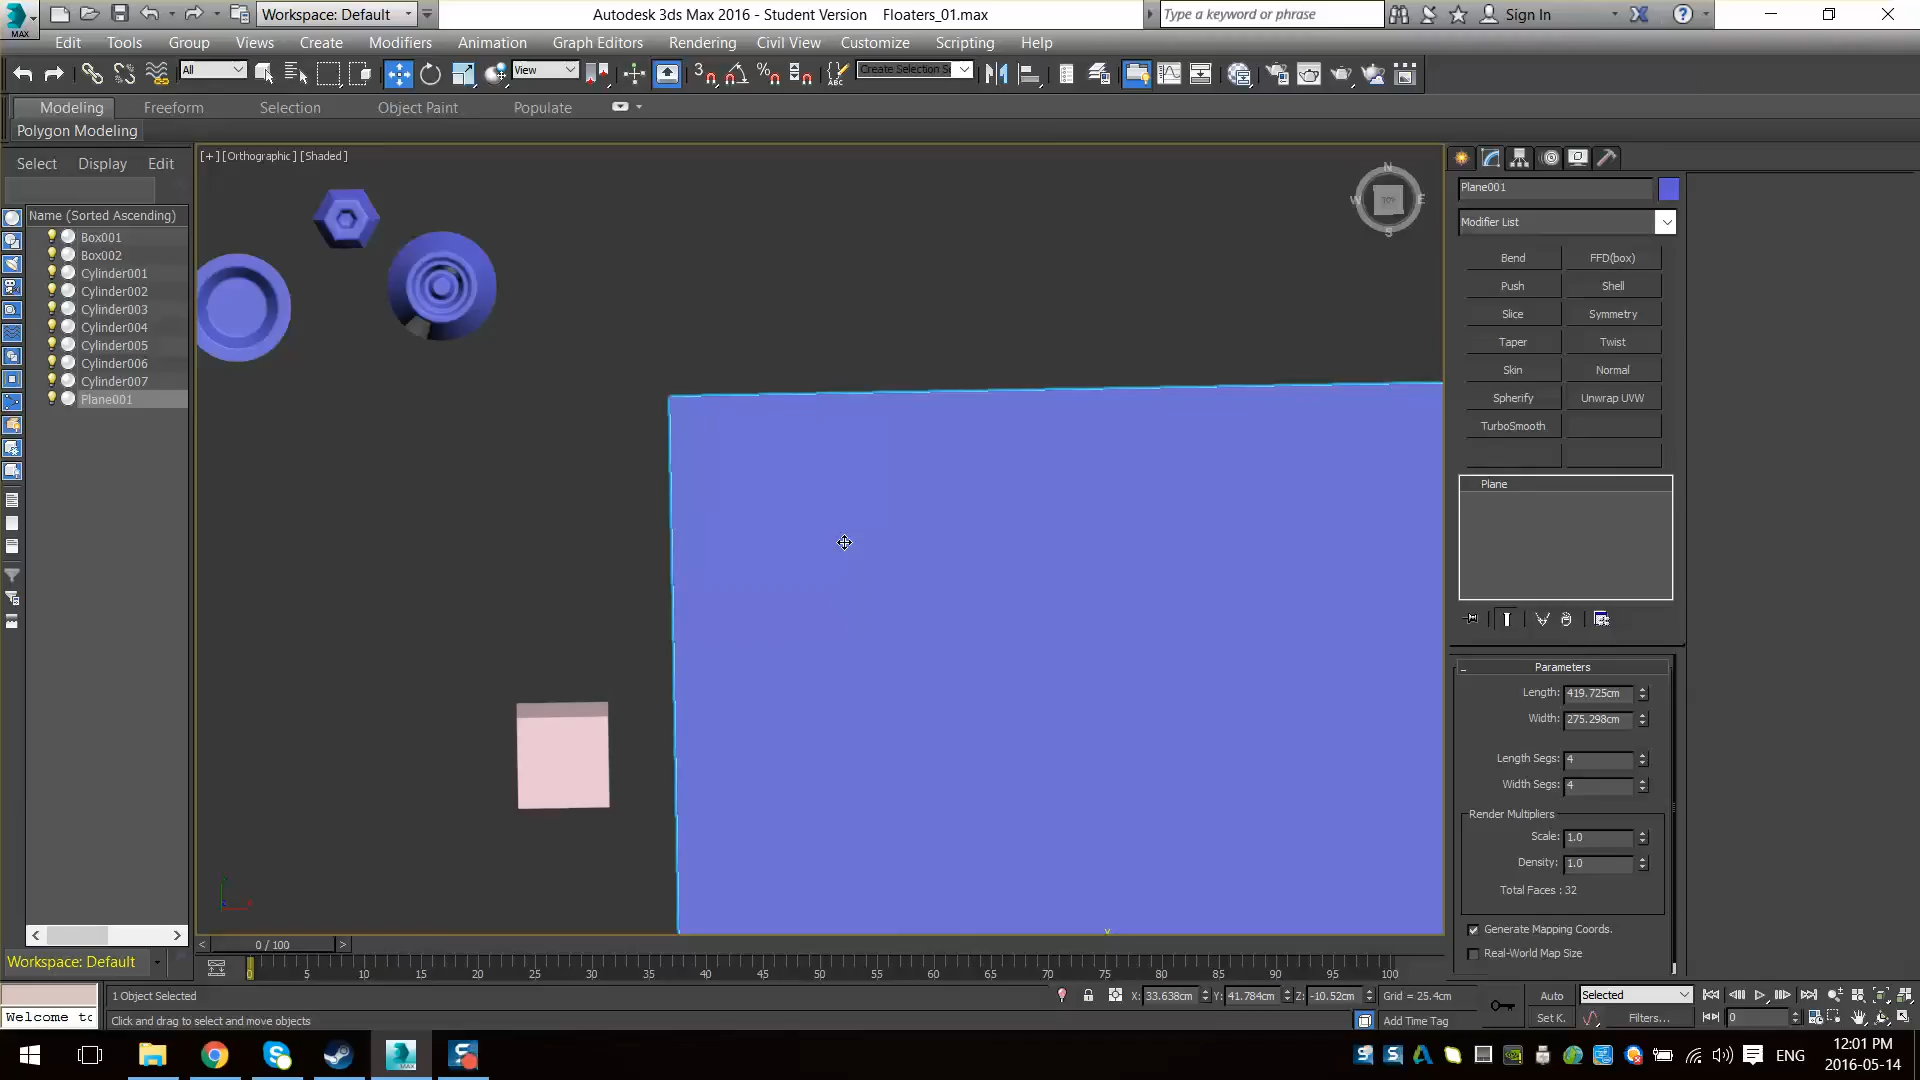 Workspace: Default
Autodesk 3ds Max 2016 - Student Version Floaters_01.max
Type a keyword or phrase
Sign In
MAX
Edit Tools Group Views Create Modifiers Animation Graph Editors Rendering Civil View Customize Scripting Help
All
View
Create Selection Se
Modeling Freeform Selection Object Paint Populate
Polygon Modeling
Select Display Edit
[+] [Orthographic] [Shaded]
N
W E
S
TOP
Plane001
Modifier List
Name (Sorted Ascending)
Box001
Box002
Cylinder001
Cylinder002
Cylinder003
Cylinder004
Cylinder005
Cylinder006
Cylinder007
Plane001
Bend FFD(box)
Push Shell
Slice Symmetry
Taper Twist
Skin Normal
Spherify Unwrap UVW
TurboSmooth
Plane
Parameters
Length: 419.725cm
Width: 275.298cm
Length Segs: 4
Width Segs: 4
Render Multipliers
Scale: 1.0
Density: 1.0
Total Faces : 32
Generate Mapping Coords.
Real-World Map Size
0 / 100
Workspace: Default
0 5 10 15 20 25 30 35 40 45 50 55 60 65 70 75 80 85 90 95 100
1 Object Selected
X: 33.638cm Y: 41.784cm Z: -10.52cm Grid = 25.4cm
Auto Selected
Welcome to
Click and drag to select and move objects
Add Time Tag
Set K. Filters... 0
ENG
12:01 PM
2016-05-14